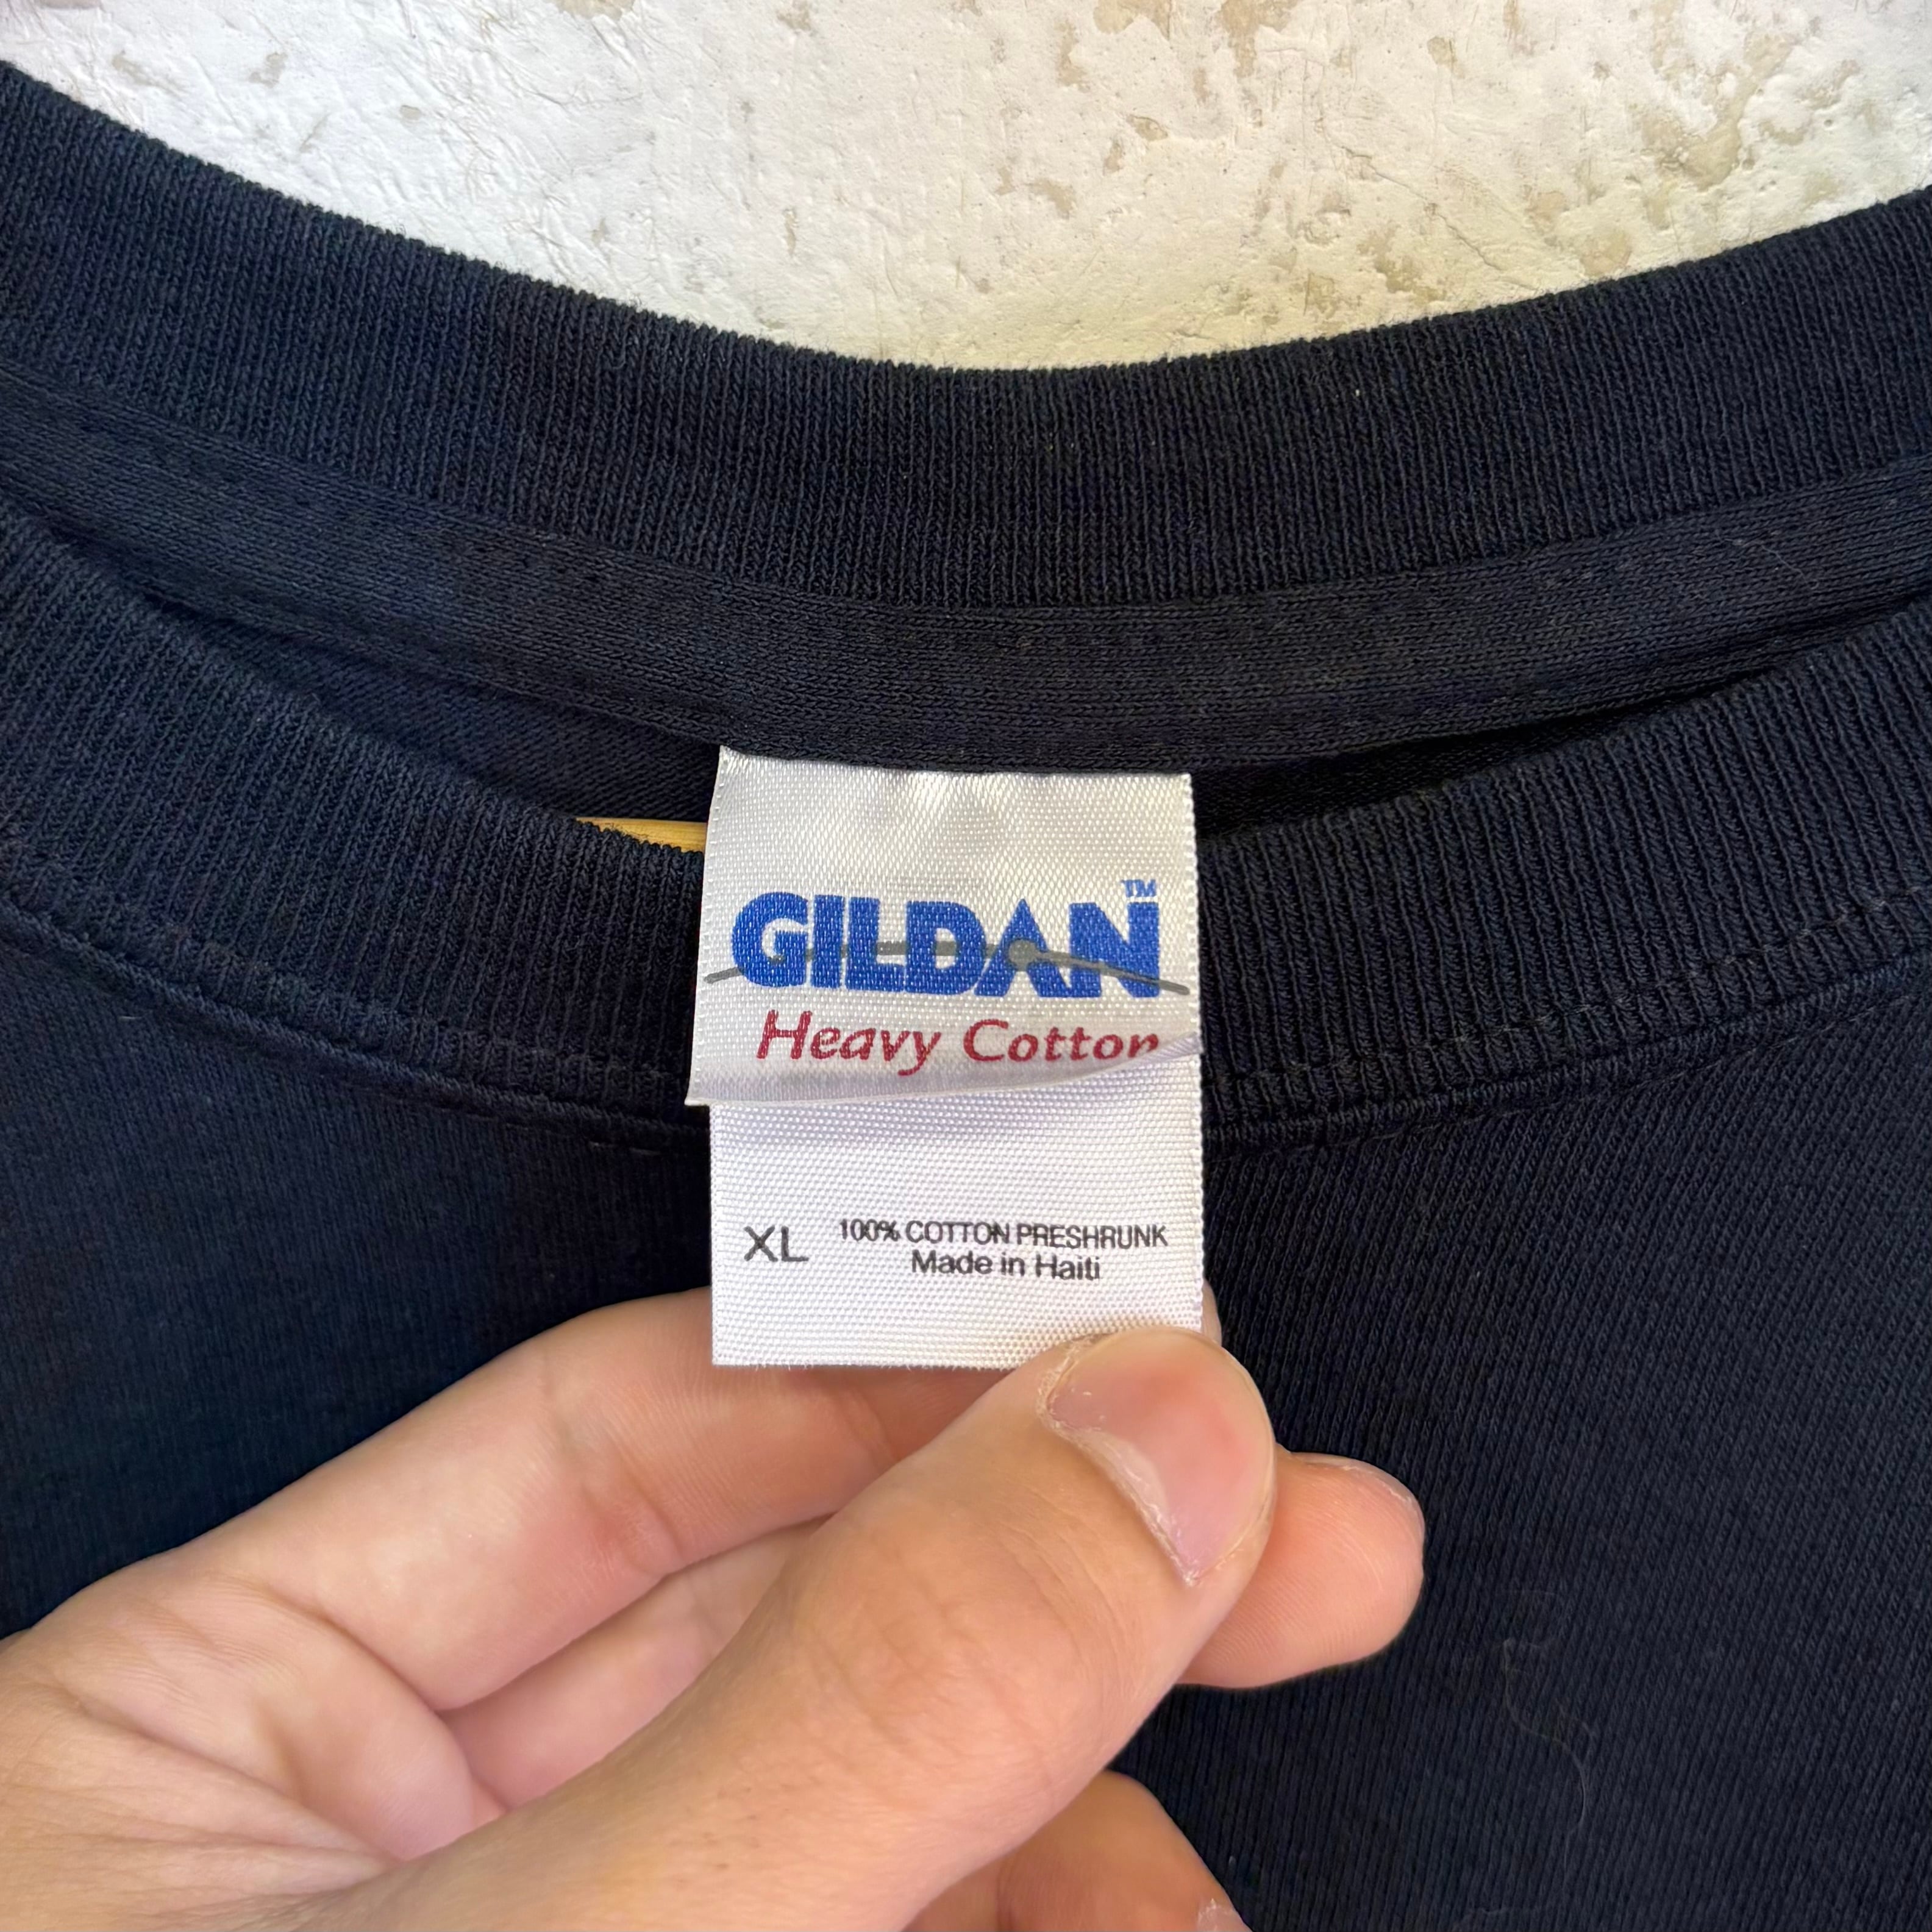 GILDAN™
Heavy Cotton
XL 100% COTTON PRESHRUNK
Made in Haiti